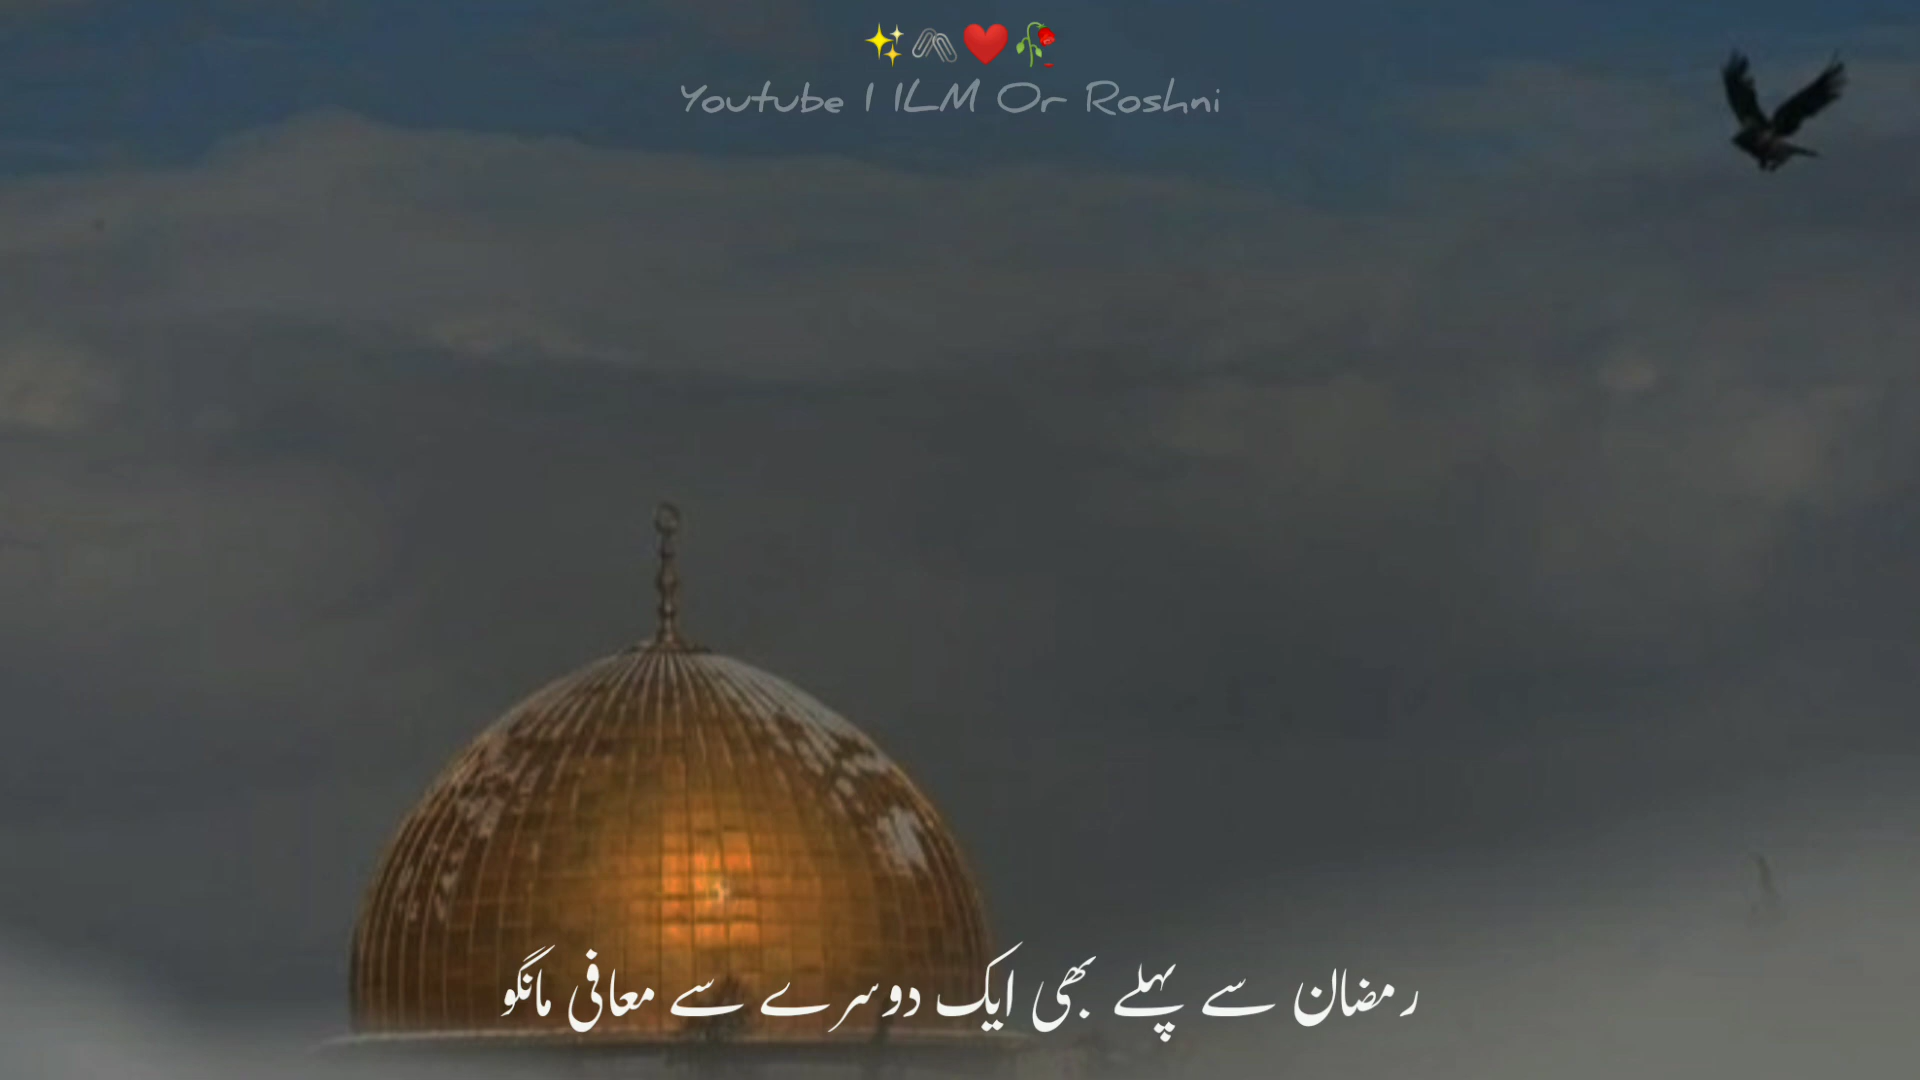 ✨🖇️❤️🥀
Youtube | ILM Or Roshni
رمضان سے پہلے بھی ایک دوسرے سے معافی مانگو